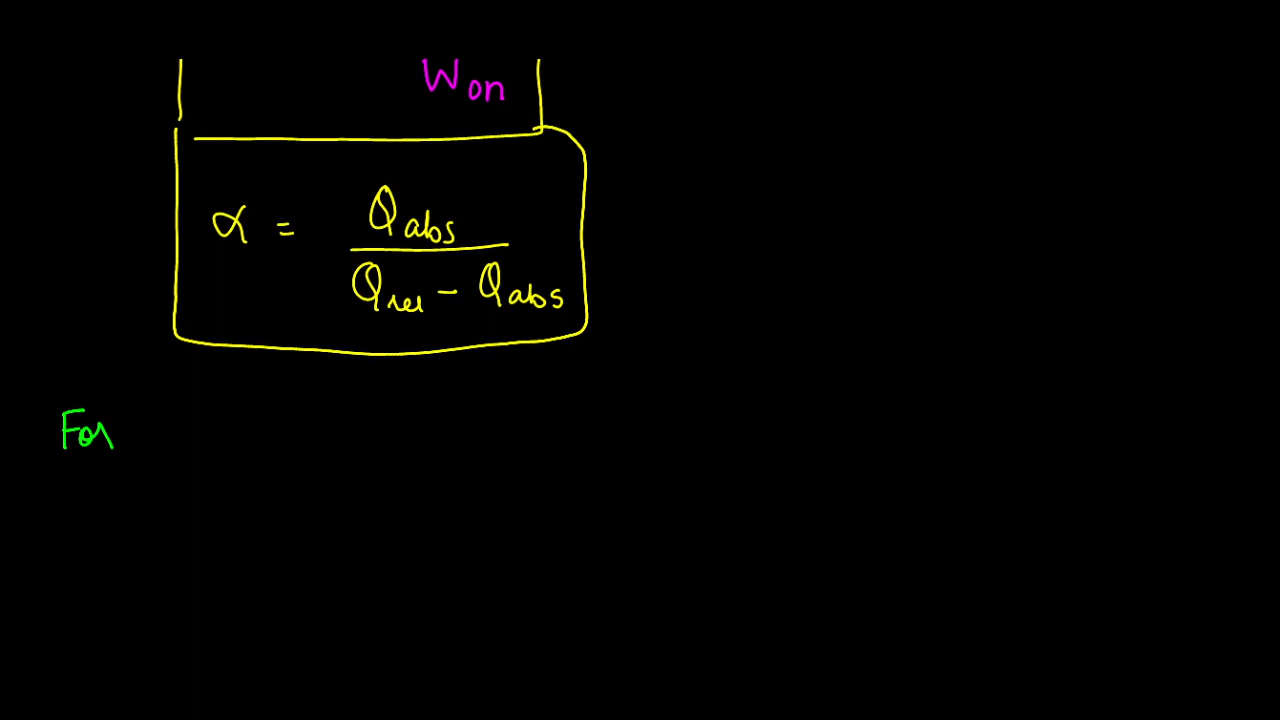 Won
α = Qabs / Qrel - Qabs
For